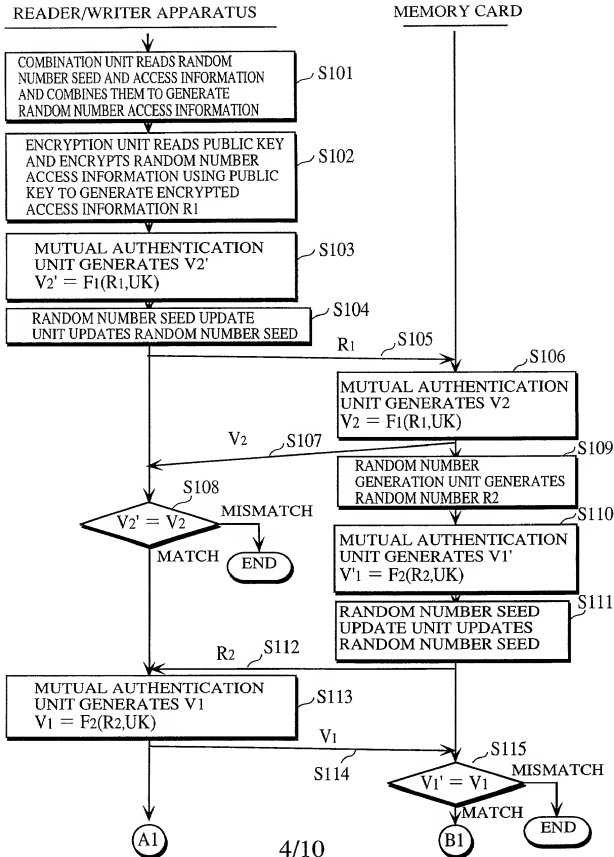 READER/WRITER APPARATUS
MEMORY CARD
COMBINATION UNIT READS RANDOM
NUMBER SEED AND ACCESS INFORMATION
AND COMBINES THEM TO GENERATE
RANDOM NUMBER ACCESS INFORMATION
S101
ENCRYPTION UNIT READS PUBLIC KEY
AND ENCRYPTS RANDOM NUMBER
ACCESS INFORMATION USING PUBLIC
KEY TO GENERATE ENCRYPTED
ACCESS INFORMATION R1
S102
MUTUAL AUTHENTICATION
UNIT GENERATES V2'
V2' = F1(R1,UK)
S103
RANDOM NUMBER SEED UPDATE
UNIT UPDATES RANDOM NUMBER SEED
S104
R1
S105
S106
MUTUAL AUTHENTICATION
UNIT GENERATES V2
V2 = F1(R1,UK)
V2
S107
S109
RANDOM NUMBER
GENERATION UNIT GENERATES
RANDOM NUMBER R2
S108
V2' = V2
MISMATCH
END
MATCH
S110
MUTUAL AUTHENTICATION
UNIT GENERATES V1'
V'1 = F2(R2,UK)
S111
RANDOM NUMBER SEED
UPDATE UNIT UPDATES
RANDOM NUMBER SEED
R2
S112
MUTUAL AUTHENTICATION
UNIT GENERATES V1
V1 = F2(R2,UK)
S113
V1
S114
S115
V1' = V1
MISMATCH
MATCH
END
A1
B1
4/10